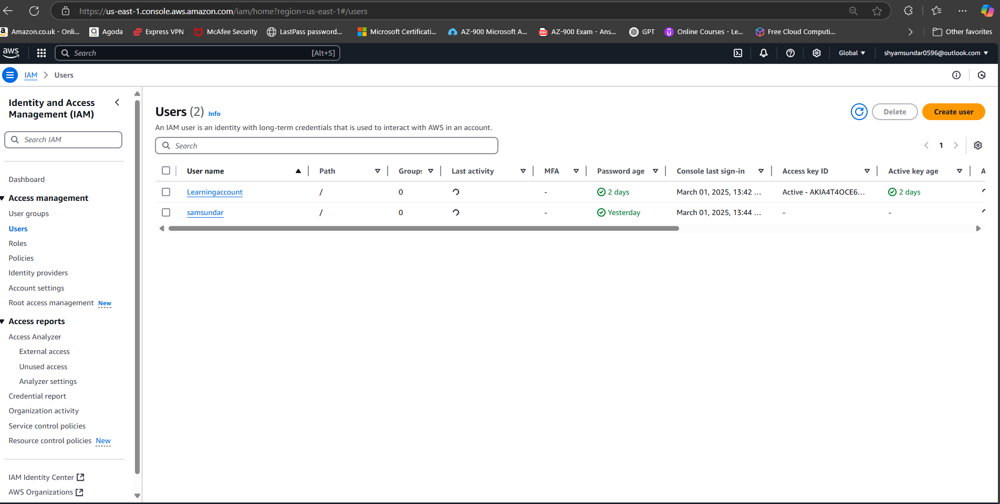 https://us-east-1.console.aws.amazon.com/iam/home?region=us-east-1#/users
Amazon.co.uk - Onli... Agoda Express VPN McAfee Security LastPass password... Microsoft Certificati... AZ-900 Microsoft A... AZ-900 Exam - Ans... GPT Online Courses - Le... Free Cloud Computi... Other favorites
aws Search [Alt+S] Global shyamsundar0596@outlook.com
IAM Users
Identity and Access
Management (IAM)
Search IAM
Dashboard
Access management
User groups
Users
Roles
Policies
Identity providers
Account settings
Root access management New
Access reports
Access Analyzer
External access
Unused access
Analyzer settings
Credential report
Organization activity
Service control policies
Resource control policies New
IAM Identity Center
AWS Organizations
Users (2) Info
Delete Create user
An IAM user is an identity with long-term credentials that is used to interact with AWS in an account.
Search
1
User name Path Groups Last activity MFA Password age Console last sign-in Access key ID Active key age A
Learningaccount / 0 - 2 days March 01, 2025, 13:42 ... Active - AKIA4T4OCE6... 2 days
samsundar / 0 - Yesterday March 01, 2025, 13:44 ... - -